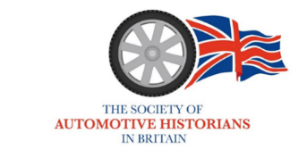 THE SOCIETY OF
AUTOMOTIVE HISTORIANS
IN BRITAIN